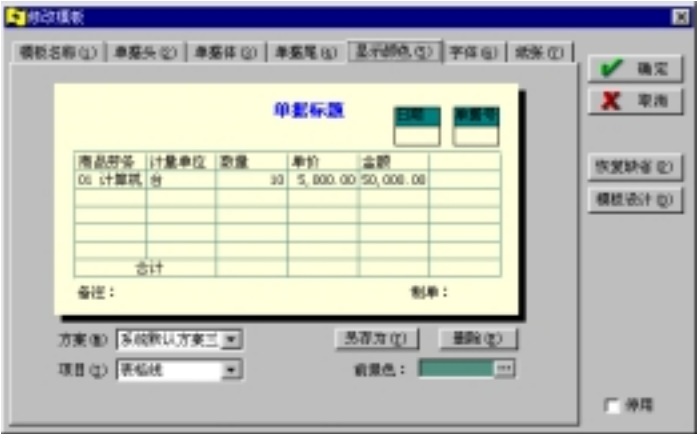 修改模板
模板名称(1) 单据头(2) 单据体(3) 单据尾(4) 显示颜色(5) 字体(6) 纸张(7)
确定
取消
恢复缺省(E)
模板设计(D)
单据标题
日期 单据号
商品劳务 计量单位 数量 单价 金额
01 计算机 台 10 5,000.00 50,000.00
合计
备注： 制单：
方案 系统默认方案三 另存为 删除
项目 表格线 前景色：
停用